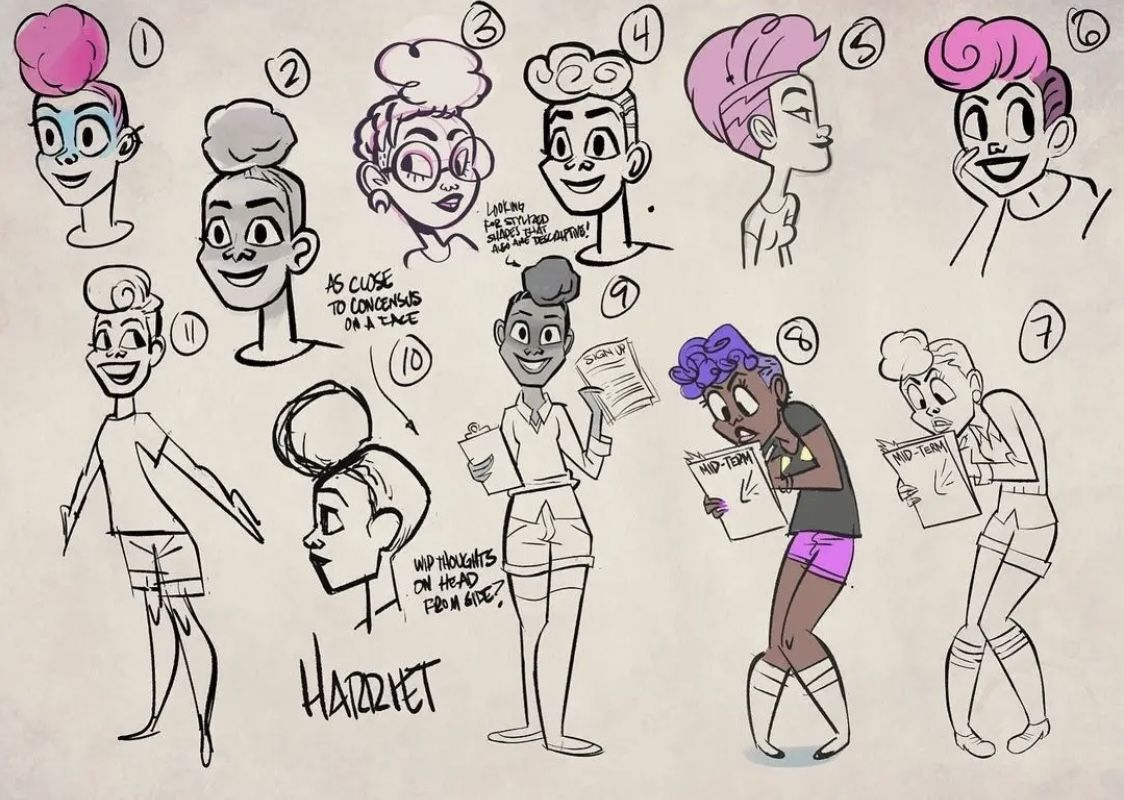 1
2
3
4
5
6
LOOKING
FOR STYLIZED
SHAPES THAT
ALSO ARE DESCRIPTIVE!
AS CLOSE
TO CONCENSUS
ON A FACE
11
10
9
SIGN UP
8
MID-TERM
7
MID-TERM
WIP THOUGHTS
ON HEAD
FROM SIDE?
HARRIET